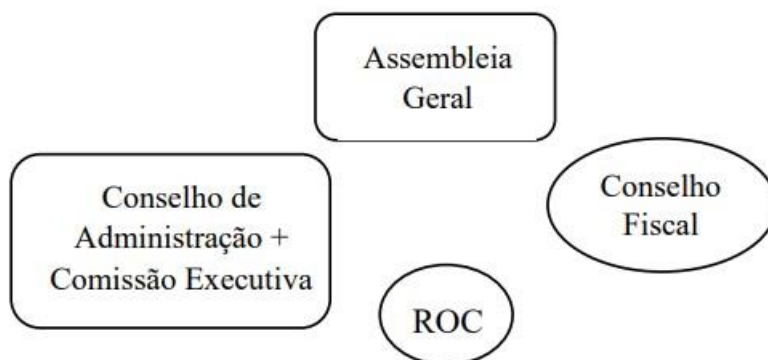 Assembleia
Geral
Conselho de
Administração +
Comissão Executiva
Conselho
Fiscal
ROC